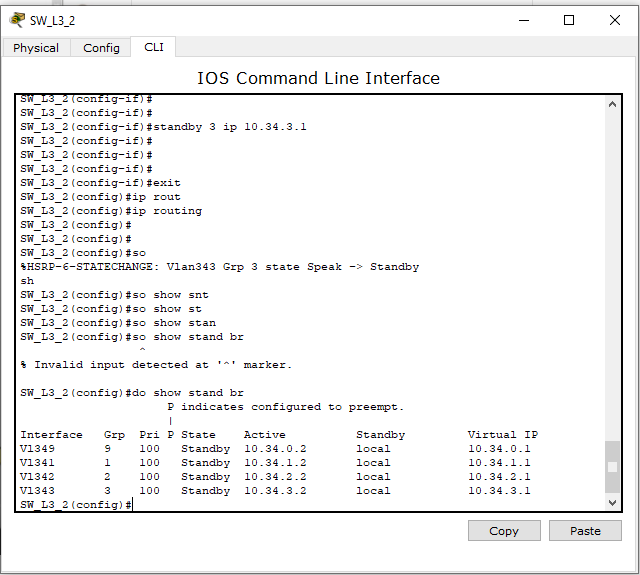 SW_L3_2
Physical Config CLI
IOS Command Line Interface
SW_L3_2(config-if)#
SW_L3_2(config-if)#
SW_L3_2(config-if)#standby 3 ip 10.34.3.1
SW_L3_2(config-if)#
SW_L3_2(config-if)#
SW_L3_2(config-if)#
SW_L3_2(config-if)#exit
SW_L3_2(config)#ip rout
SW_L3_2(config)#ip routing
SW_L3_2(config)#
SW_L3_2(config)#
SW_L3_2(config)#so
%HSRP-6-STATECHANGE: Vlan343 Grp 3 state Speak -> Standby
sh
SW_L3_2(config)#so show snt
SW_L3_2(config)#so show st
SW_L3_2(config)#so show stan
SW_L3_2(config)#so show stand br
^
% Invalid input detected at '^' marker.
SW_L3_2(config)#do show stand br
P indicates configured to preempt.
|
Interface Grp Pri P State Active Standby Virtual IP
Vl349 9 100 Standby 10.34.0.2 local 10.34.0.1
Vl341 1 100 Standby 10.34.1.2 local 10.34.1.1
Vl342 2 100 Standby 10.34.2.2 local 10.34.2.1
Vl343 3 100 Standby 10.34.3.2 local 10.34.3.1
SW_L3_2(config)#
Copy Paste